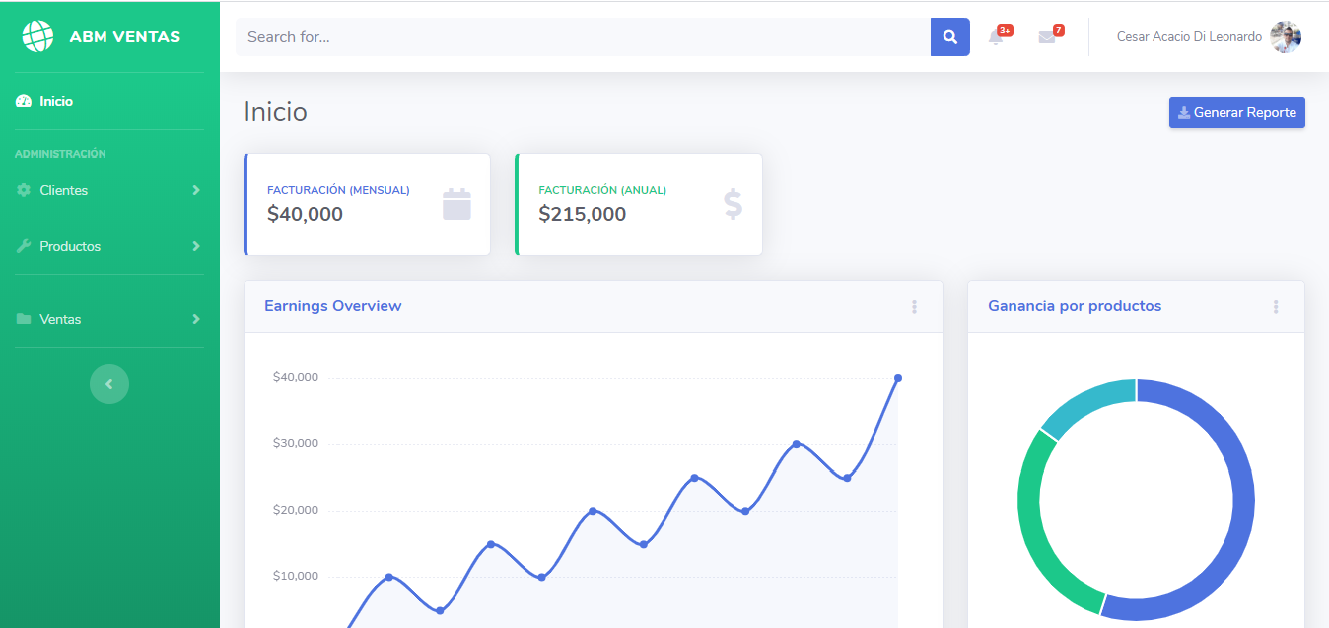 ABM VENTAS
Inicio
ADMINISTRACIÓN
Clientes
Productos
Ventas
Search for...
3+
7
Cesar Acacio Di Leonardo
Inicio
Generar Reporte
FACTURACIÓN (MENSUAL)
$40,000
FACTURACIÓN (ANUAL)
$215,000
Earnings Overview
$40,000
$30,000
$20,000
$10,000
Ganancia por productos